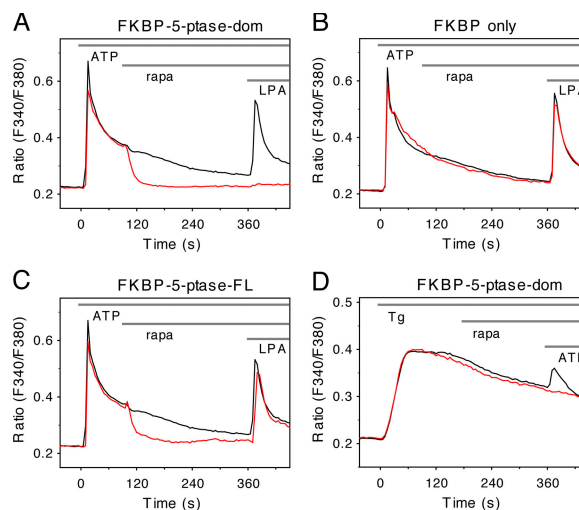 A FKBP-5-ptase-dom
ATP
rapa
LPA
0.6
0.4
0.2
Ratio (F340/F380)
0 120 240 360
Time (s)
B FKBP only
ATP
rapa
LPA
0.6
0.4
0.2
Ratio (F340/F380)
0 120 240 360
Time (s)
C FKBP-5-ptase-FL
ATP
rapa
LPA
0.6
0.4
0.2
Ratio (F340/F380)
0 120 240 360
Time (s)
D FKBP-5-ptase-dom
Tg
rapa
AT
0.5
0.4
0.3
0.2
Ratio (F340/F380)
0 120 240 360
Time (s)